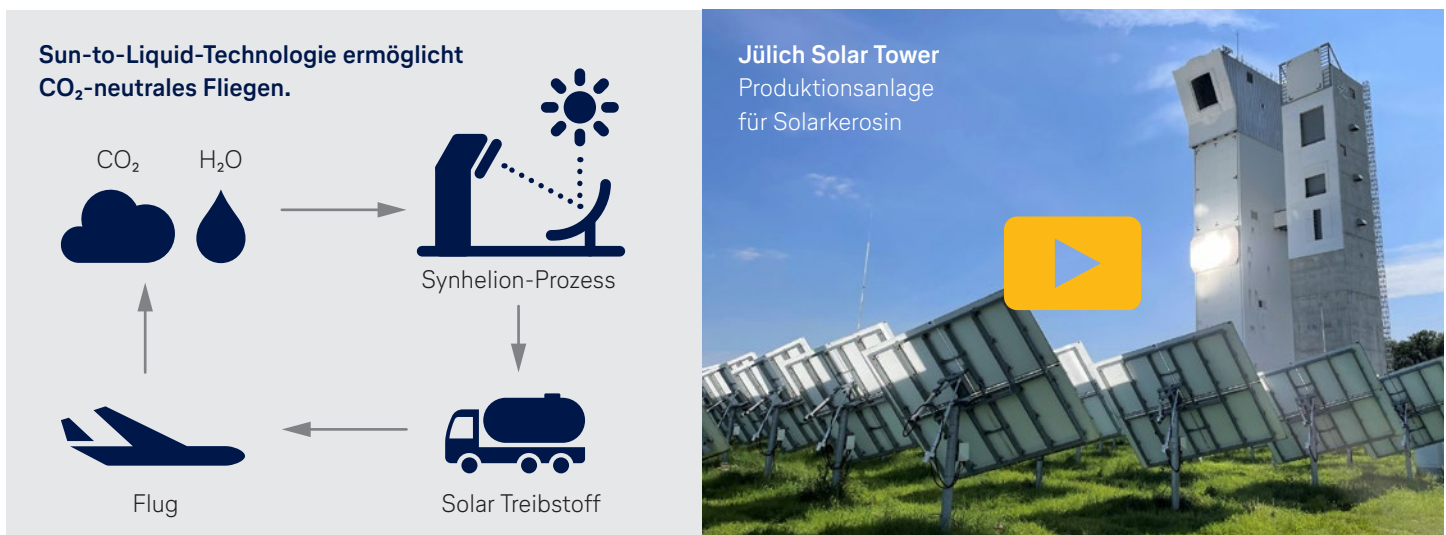 Sun-to-Liquid-Technologie ermöglicht
CO₂-neutrales Fliegen.
CO₂
H₂O
Synhelion-Prozess
Solar Treibstoff
Flug
Jülich Solar Tower
Produktionsanlage
für Solarkerosin